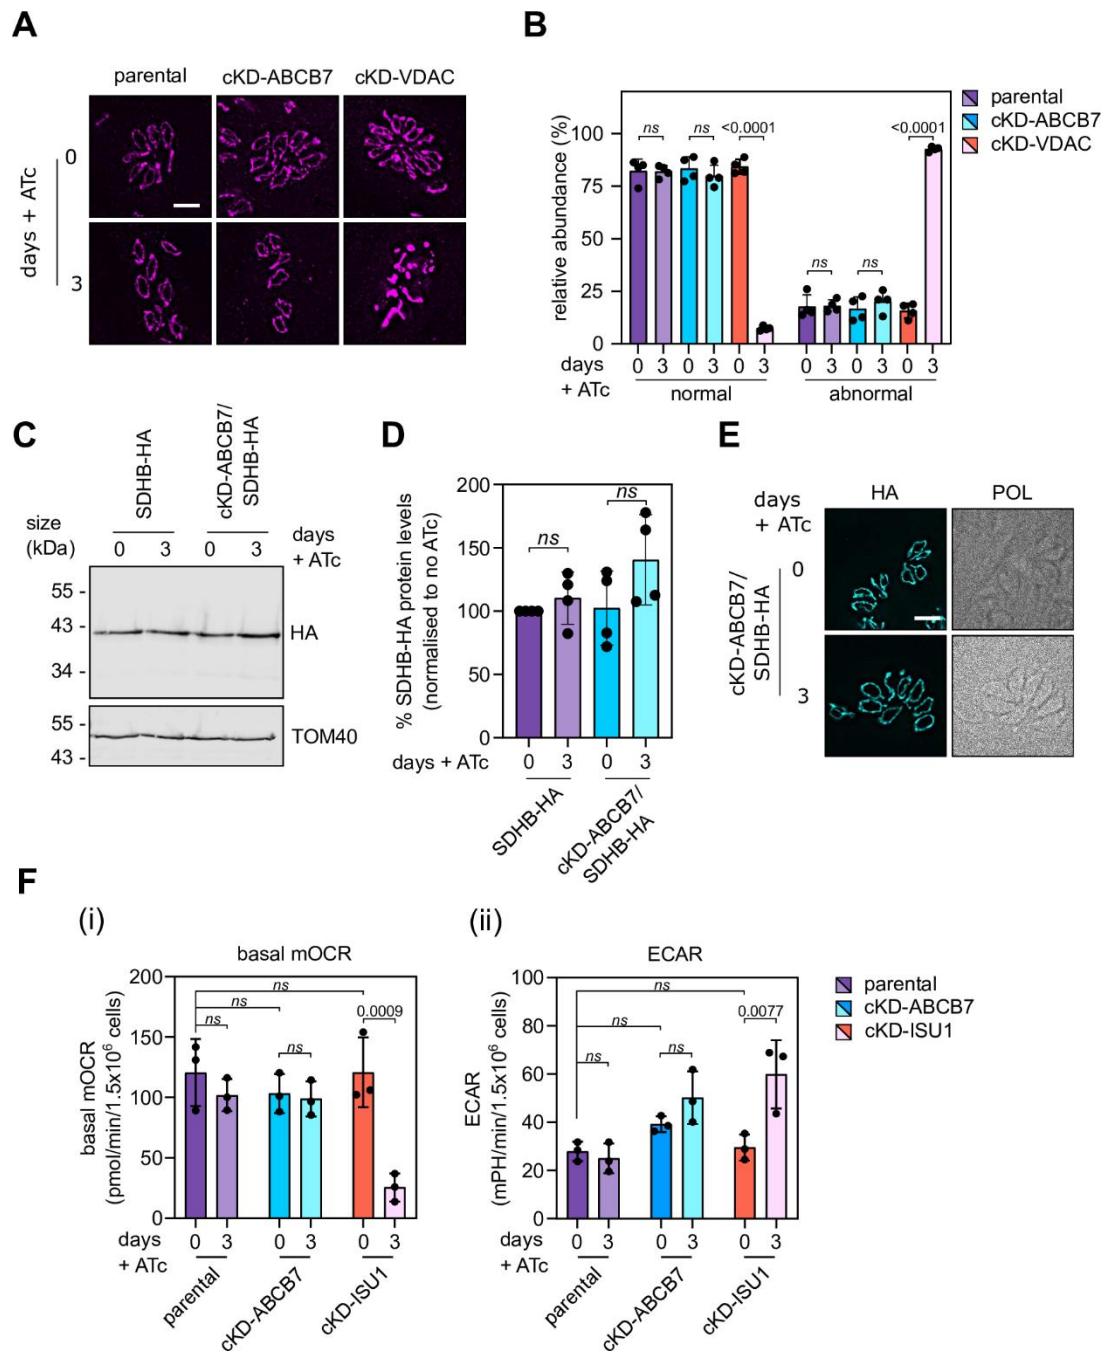 A
parental
cKD-ABCB7
cKD-VDAC
days + ATc
0
3
B
relative abundance (%)
100
75
50
25
0
ns
ns
<0.0001
ns
ns
<0.0001
parental
cKD-ABCB7
cKD-VDAC
days
+ ATc
0 3 0 3 0 3
0 3 0 3 0 3
normal
abnormal
C
SDHB-HA
cKD-ABCB7/
SDHB-HA
size
(kDa)
0 3 0 3
days
+ ATc
55 -
43 -
34 -
HA
55 -
43 -
TOM40
D
% SDHB-HA protein levels
(normalised to no ATc)
200
150
100
50
0
ns
ns
days + ATc
0 3 0 3
SDHB-HA
cKD-ABCB7/
SDHB-HA
E
days
+ ATc
HA
POL
cKD-ABCB7/
SDHB-HA
0
3
F
(i)
basal mOCR
basal mOCR
(pmol/min/1.5x10⁶ cells)
200
150
100
50
0
ns
ns
ns
ns
0.0009
days
+ ATc
0 3 0 3 0 3
parental
cKD-ABCB7
cKD-ISU1
(ii)
ECAR
ECAR
(mPH/min/1.5x10⁶ cells)
100
80
60
40
20
0
ns
ns
ns
ns
0.0077
days
+ ATc
0 3 0 3 0 3
parental
cKD-ABCB7
cKD-ISU1
parental
cKD-ABCB7
cKD-ISU1